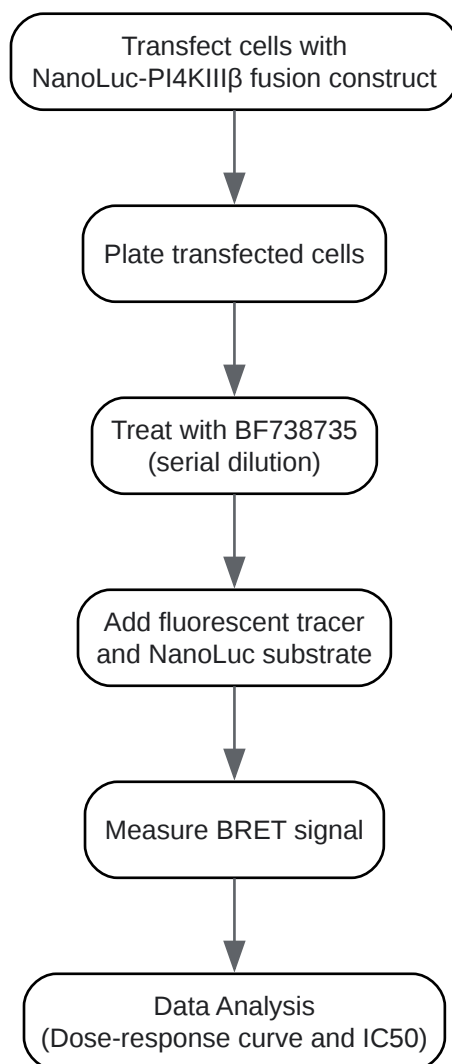 Transfect cells with
NanoLuc-PI4KIIIβ fusion construct
Plate transfected cells
Treat with BF738735
(serial dilution)
Add fluorescent tracer
and NanoLuc substrate
Measure BRET signal
Data Analysis
(Dose-response curve and IC50)